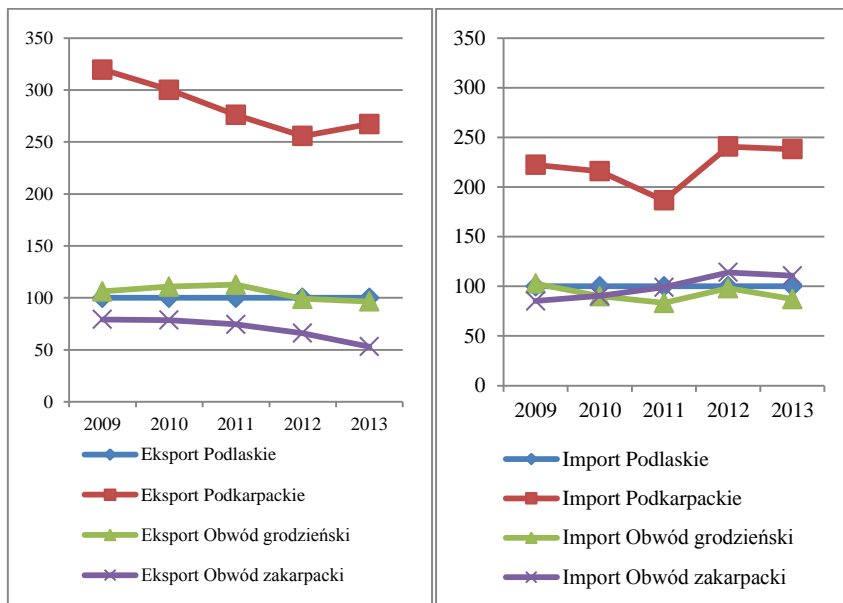 350
300
250
200
150
100
50
0
2009 2010 2011 2012 2013
Eksport Podlaskie
Eksport Podkarpackie
Eksport Obwód grodzieński
Eksport Obwód zakarpacki
350
300
250
200
150
100
50
0
2009 2010 2011 2012 2013
Import Podlaskie
Import Podkarpackie
Import Obwód grodzieński
Import Obwód zakarpacki